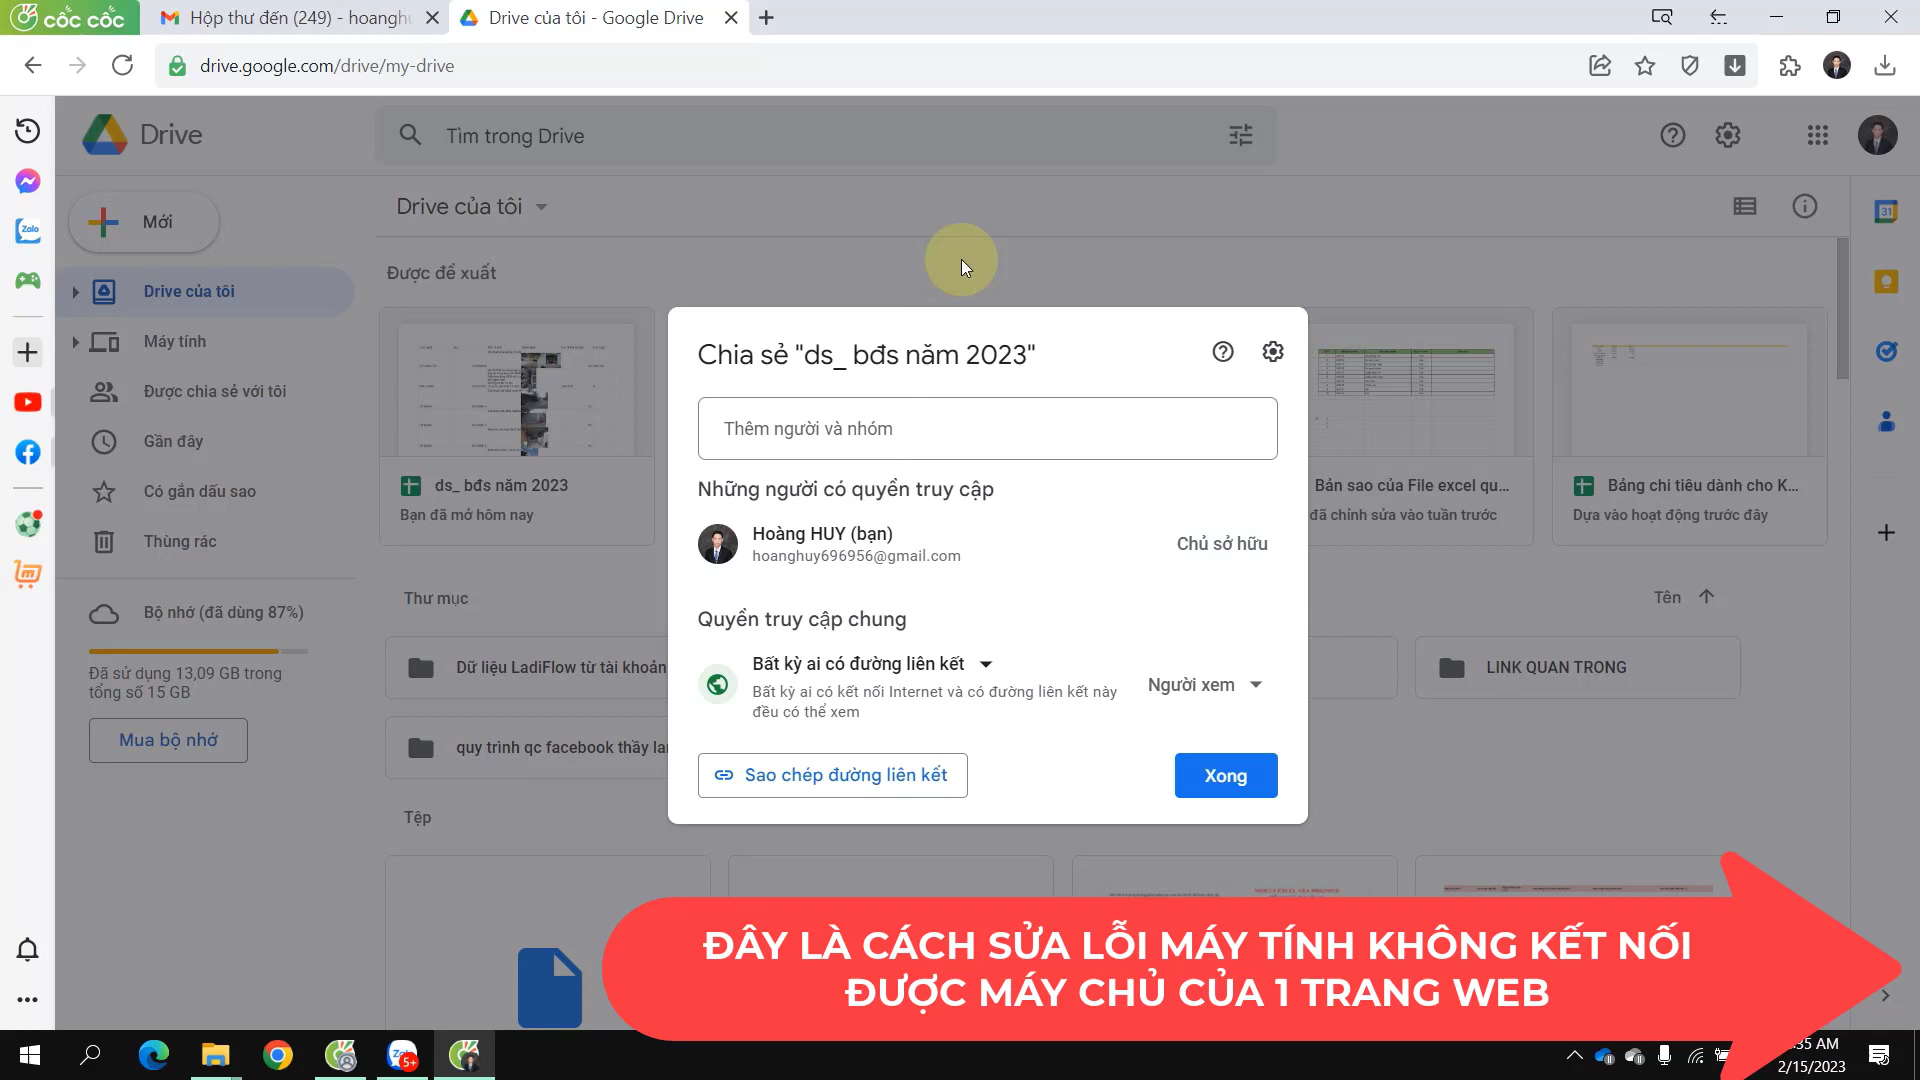 cốc cốc
Hộp thư đến (249) - hoanghu
Drive của tôi - Google Drive
drive.google.com/drive/my-drive
Drive
Tìm trong Drive
Mới
Drive của tôi
Máy tính
Được chia sẻ với tôi
Gần đây
Có gắn dấu sao
Thùng rác
Bộ nhớ (đã dùng 87%)
Đã sử dụng 13,09 GB trong
tổng số 15 GB
Mua bộ nhớ
Drive của tôi
Được đề xuất
ds_ bđs năm 2023
Bạn đã mở hôm nay
Bản sao của File excel qu...
đã chỉnh sửa vào tuần trước
Bảng chi tiêu dành cho K...
Dựa vào hoạt động trước đây
Thư mục
Tên
Dữ liệu LadiFlow từ tài khoản
LINK QUAN TRONG
quy trình qc facebook thầy lan
Tệp
Chia sẻ "ds_ bđs năm 2023"
Thêm người và nhóm
Những người có quyền truy cập
Hoàng HUY (bạn)
hoanghuy696956@gmail.com
Chủ sở hữu
Quyền truy cập chung
Bất kỳ ai có đường liên kết
Bất kỳ ai có kết nối Internet và có đường liên kết này
đều có thể xem
Người xem
Sao chép đường liên kết
Xong
ĐÂY LÀ CÁCH SỬA LỖI MÁY TÍNH KHÔNG KẾT NỐI
ĐƯỢC MÁY CHỦ CỦA 1 TRANG WEB
Zalo
31
5+
:35 AM
2/15/2023